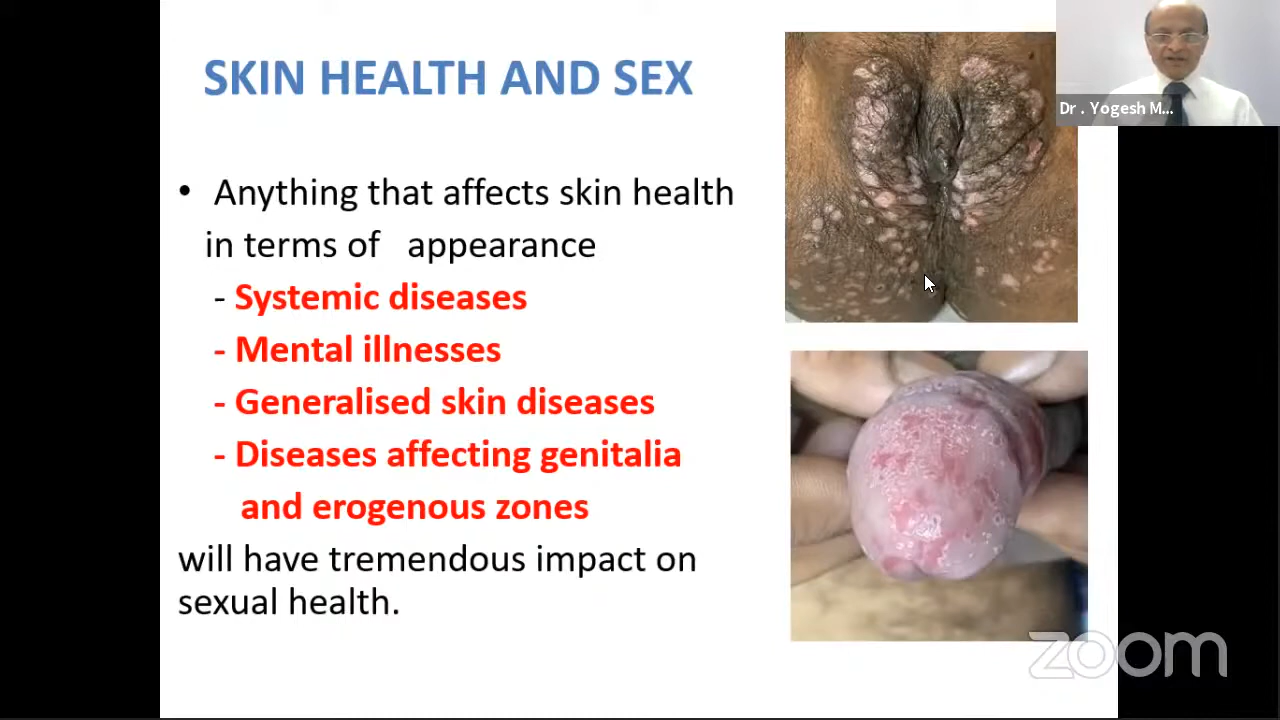 SKIN HEALTH AND SEX
• Anything that affects skin health
in terms of appearance
- Systemic diseases
- Mental illnesses
- Generalised skin diseases
- Diseases affecting genitalia
and erogenous zones
will have tremendous impact on
sexual health.
Dr . Yogesh M...
zoom